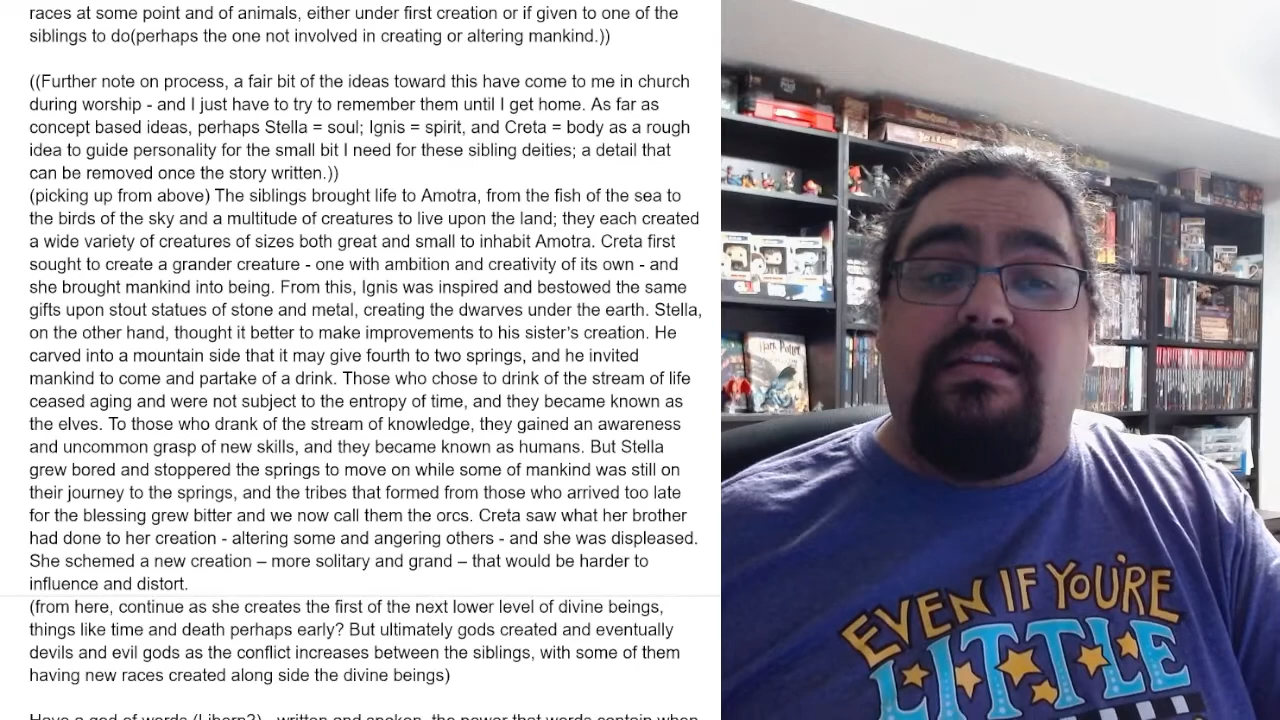 races at some point and of animals, either under first creation or if given to one of the
siblings to do(perhaps the one not involved in creating or altering mankind.))
((Further note on process, a fair bit of the ideas toward this have come to me in church
during worship - and I just have to try to remember them until I get home. As far as
concept based ideas, perhaps Stella = soul; Ignis = spirit, and Creta = body as a rough
idea to guide personality for the small bit I need for these sibling deities; a detail that
can be removed once the story written.))
(picking up from above) The siblings brought life to Amotra, from the fish of the sea to
the birds of the sky and a multitude of creatures to live upon the land; they each created
a wide variety of creatures of sizes both great and small to inhabit Amotra. Creta first
sought to create a grander creature - one with ambition and creativity of its own - and
she brought mankind into being. From this, Ignis was inspired and bestowed the same
gifts upon stout statues of stone and metal, creating the dwarves under the earth. Stella,
on the other hand, thought it better to make improvements to his sister's creation. He
carved into a mountain side that it may give fourth to two springs, and he invited
mankind to come and partake of a drink. Those who chose to drink of the stream of life
ceased aging and were not subject to the entropy of time, and they became known as
the elves. To those who drank of the stream of knowledge, they gained an awareness
and uncommon grasp of new skills, and they became known as humans. But Stella
grew bored and stoppered the springs to move on while some of mankind was still on
their journey to the springs, and the tribes that formed from those who arrived too late
for the blessing grew bitter and we now call them the orcs. Creta saw what her brother
had done to her creation - altering some and angering others - and she was displeased.
She schemed a new creation – more solitary and grand – that would be harder to
influence and distort.
(from here, continue as she creates the first of the next lower level of divine beings,
things like time and death perhaps early? But ultimately gods created and eventually
devils and evil gods as the conflict increases between the siblings, with some of them
having new races created along side the divine beings)
Have a god of words (Libern?) - written and spoken, the power that words contain when
Harry Potter
EVEN IF YOU'RE
LITTLE